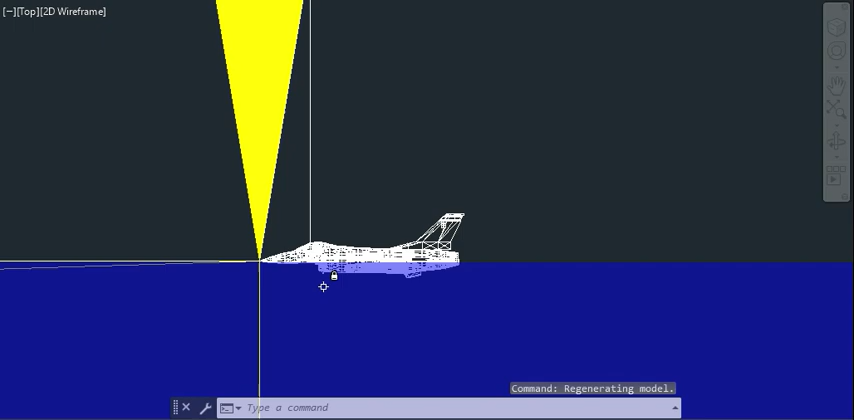 [−][Top][2D Wireframe]
Command: Regenerating model.
Type a command